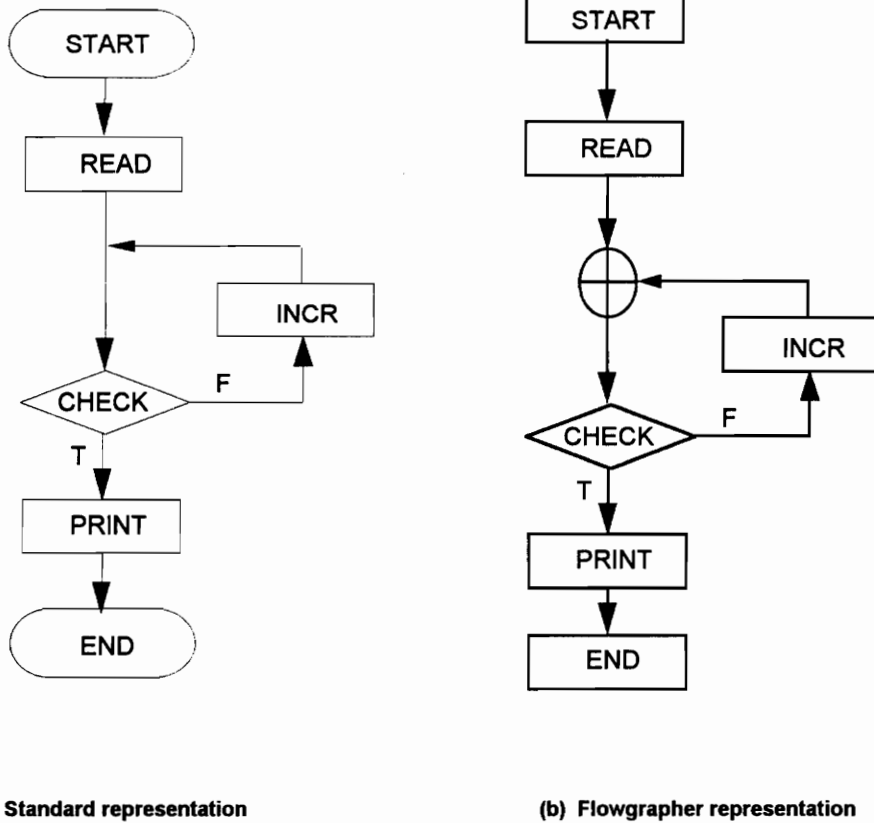 START
READ
INCR
CHECK
F
T
PRINT
END
Standard representation
START
READ
INCR
CHECK
F
T
PRINT
END
(b) Flowgrapher representation